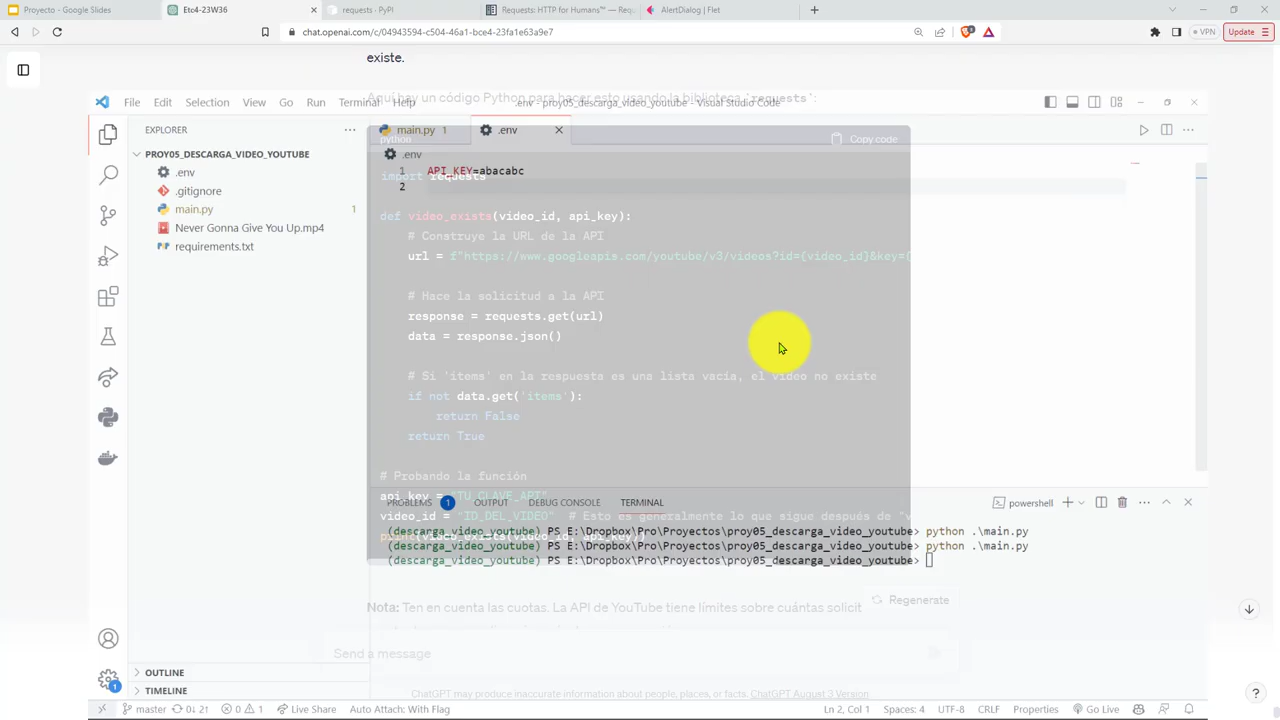 Proyecto - Google Slides
Etc4-23W36
requests · PyPI
Requests: HTTP for Humans™ — Requ
AlertDialog | Flet
chat.openai.com/c/04943594-c504-46a1-bce4-23fa1e63a9e7
VPN
Update
existe.
Aquí hay un código Python para hacer esto usando la biblioteca `requests`:
File Edit Selection View Go Run Terminal Help
.env - proy05_descarga_video_youtube - Visual Studio Code
EXPLORER
main.py 1
.env
python
Copy code
PROY05_DESCARGA_VIDEO_YOUTUBE
.env
.env
.gitignore
main.py 1
Never Gonna Give You Up.mp4
requirements.txt
1 API_KEY=abacabc
2
import requests
def video_exists(video_id, api_key):
# Construye la URL de la API
url = f"https://www.googleapis.com/youtube/v3/videos?id={video_id}&key={
# Hace la solicitud a la API
response = requests.get(url)
data = response.json()
# Si 'items' en la respuesta es una lista vacía, el video no existe
if not data.get('items'):
return False
return True
# Probando la función
api_key = "TU_CLAVE_API"
video_id = "ID_DEL_VIDEO" # Esto es generalmente lo que sigue después de "v
print(video_exists(video_id, api_key))
PROBLEMS 1 OUTPUT DEBUG CONSOLE TERMINAL
powershell
(descarga_video_youtube) PS E:\Dropbox\Pro\Proyectos\proy05_descarga_video_youtube> python .\main.py
(descarga_video_youtube) PS E:\Dropbox\Pro\Proyectos\proy05_descarga_video_youtube> python .\main.py
(descarga_video_youtube) PS E:\Dropbox\Pro\Proyectos\proy05_descarga_video_youtube>
Regenerate
Nota: Ten en cuenta las cuotas. La API de YouTube tiene límites sobre cuántas solicit
Send a message
OUTLINE
TIMELINE
ChatGPT may produce inaccurate information about people, places, or facts. ChatGPT August 3 Version
1
master 0↓ 2↑ 0 1 Live Share Auto Attach: With Flag
Ln 2, Col 1 Spaces: 4 UTF-8 CRLF Properties Go Live